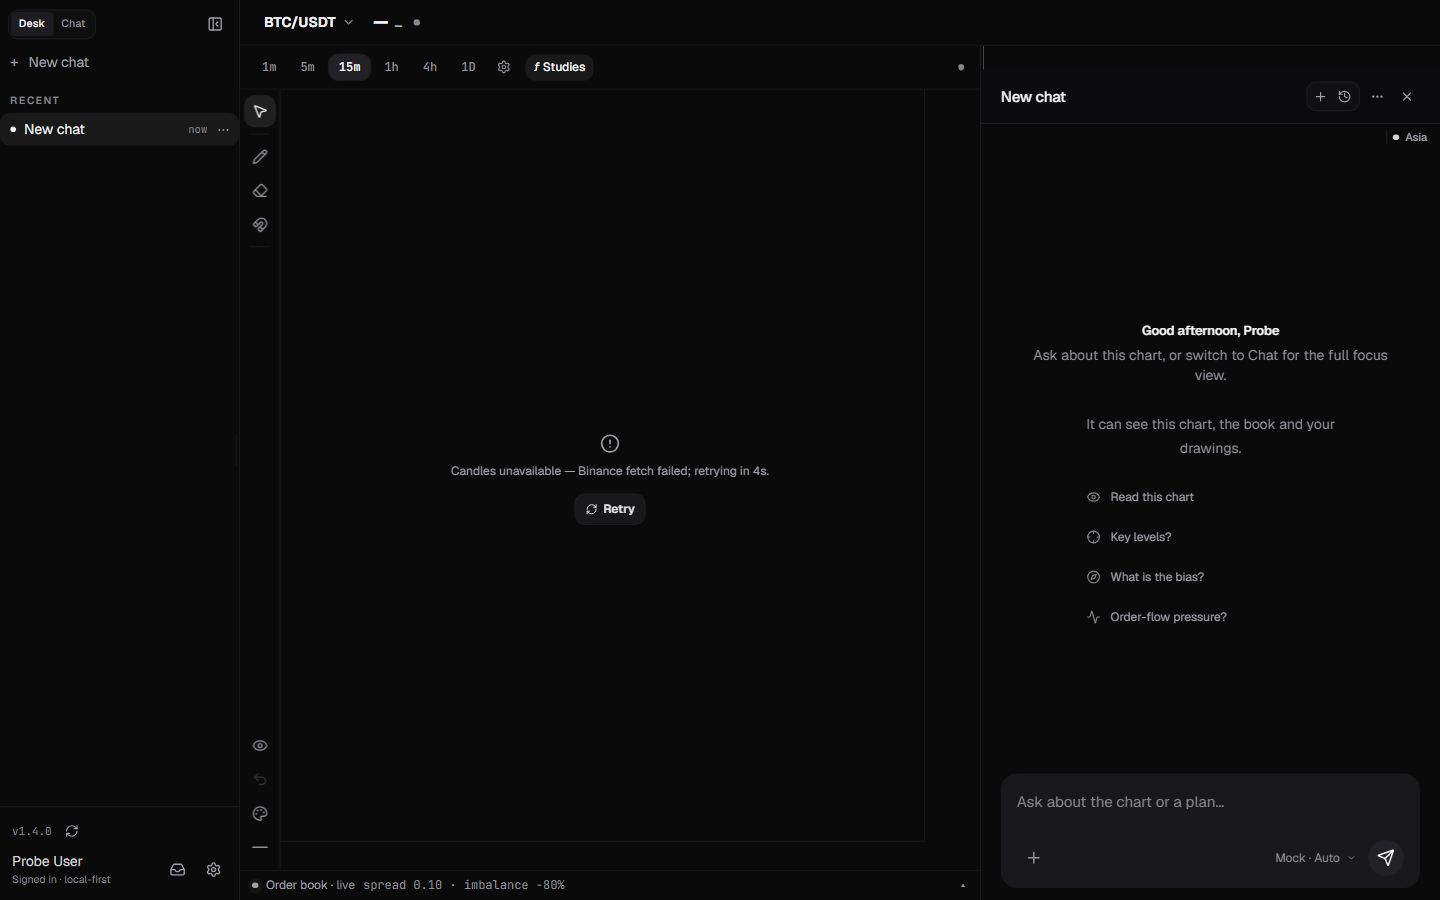 Desk Chat
New chat
RECENT
New chat now
v1.4.0
Probe User
Signed in · local-first
BTC/USDT
1m 5m 15m 1h 4h 1D f Studies
Candles unavailable — Binance fetch failed; retrying in 4s.
Retry
Order book · live spread 0.10 · imbalance -80%
New chat
Asia
Good afternoon, Probe
Ask about this chart, or switch to Chat for the full focus
view.
It can see this chart, the book and your
drawings.
Read this chart
Key levels?
What is the bias?
Order-flow pressure?
Ask about the chart or a plan…
Mock · Auto